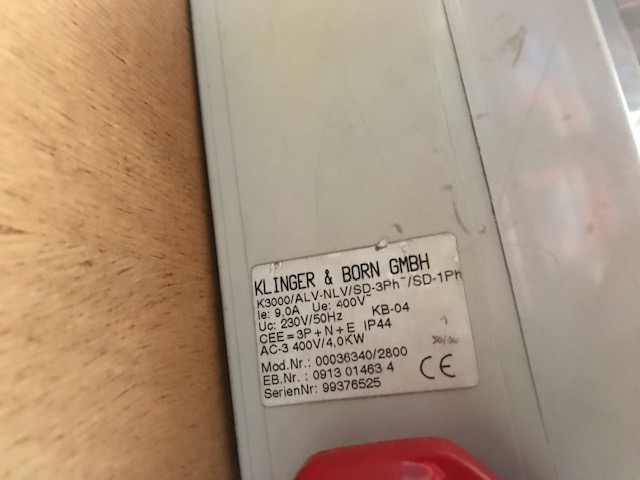 KLINGER & BORN GMBH
K3000/ALV-NLV/SD-3Ph~/SD-1Ph
Ie: 9,0A Ue: 400V~
Uc: 230V/50Hz KB-04
CEE = 3P + N + E IP44
AC-3 400V/4,0KW
Mod.Nr.: 00036340/2800
EB.Nr. : 0913 01463 4
SerienNr: 99376525
CE